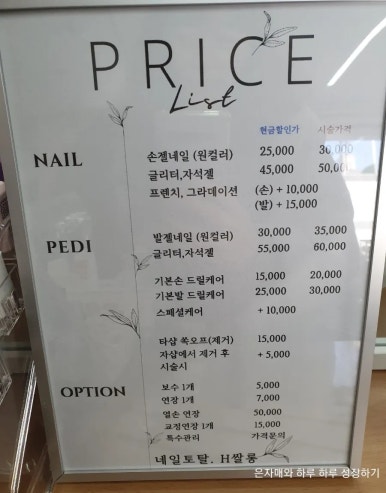 PRICE
List
현금할인가 시술가격
NAIL
손젤네일 (원컬러) 25,000 30,000
글리터,자석젤 45,000 50,000
프렌치, 그라데이션 (손) + 10,000
(발) + 15,000
PEDI
발젤네일 (원컬러) 30,000 35,000
글리터,자석젤 55,000 60,000
기본손 드릴케어 15,000 20,000
기본발 드릴케어 25,000 30,000
스페셜케어 + 10,000
타샵 쏙오프(제거) 15,000
자샵에서 제거 후 + 5,000
시술시
OPTION
보수 1개 5,000
연장 1개 7,000
열손 연장 50,000
교정연장 1개 15,000
특수관리 가격문의
네일토탈. H쌀롱
은자매와 하루 하루 성장하기